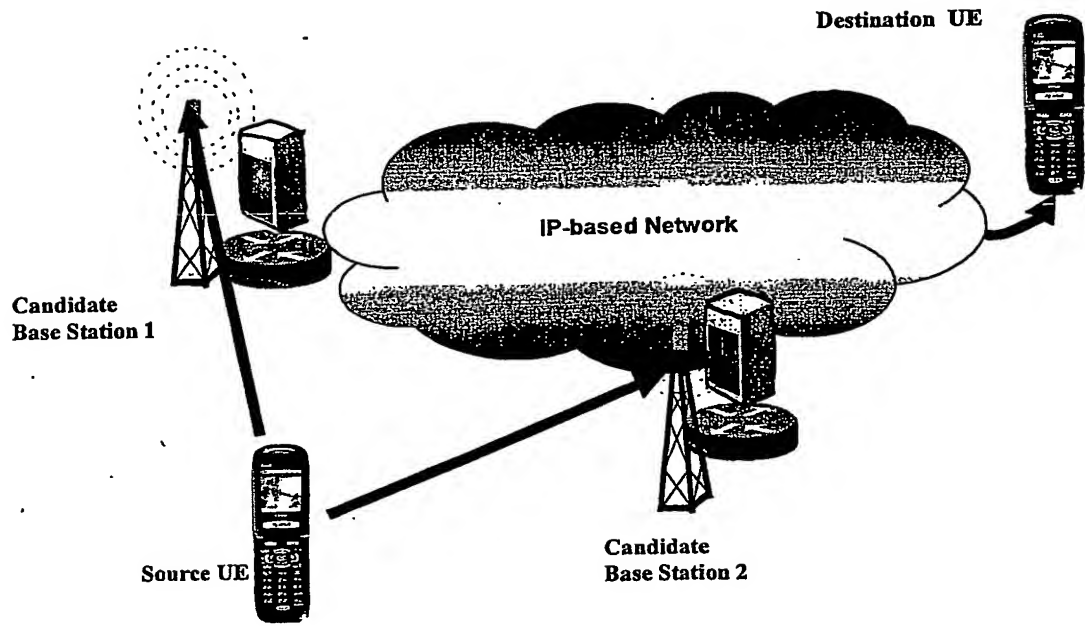 Destination UE
IP-based Network
Candidate
Base Station 1
Source UE
Candidate
Base Station 2